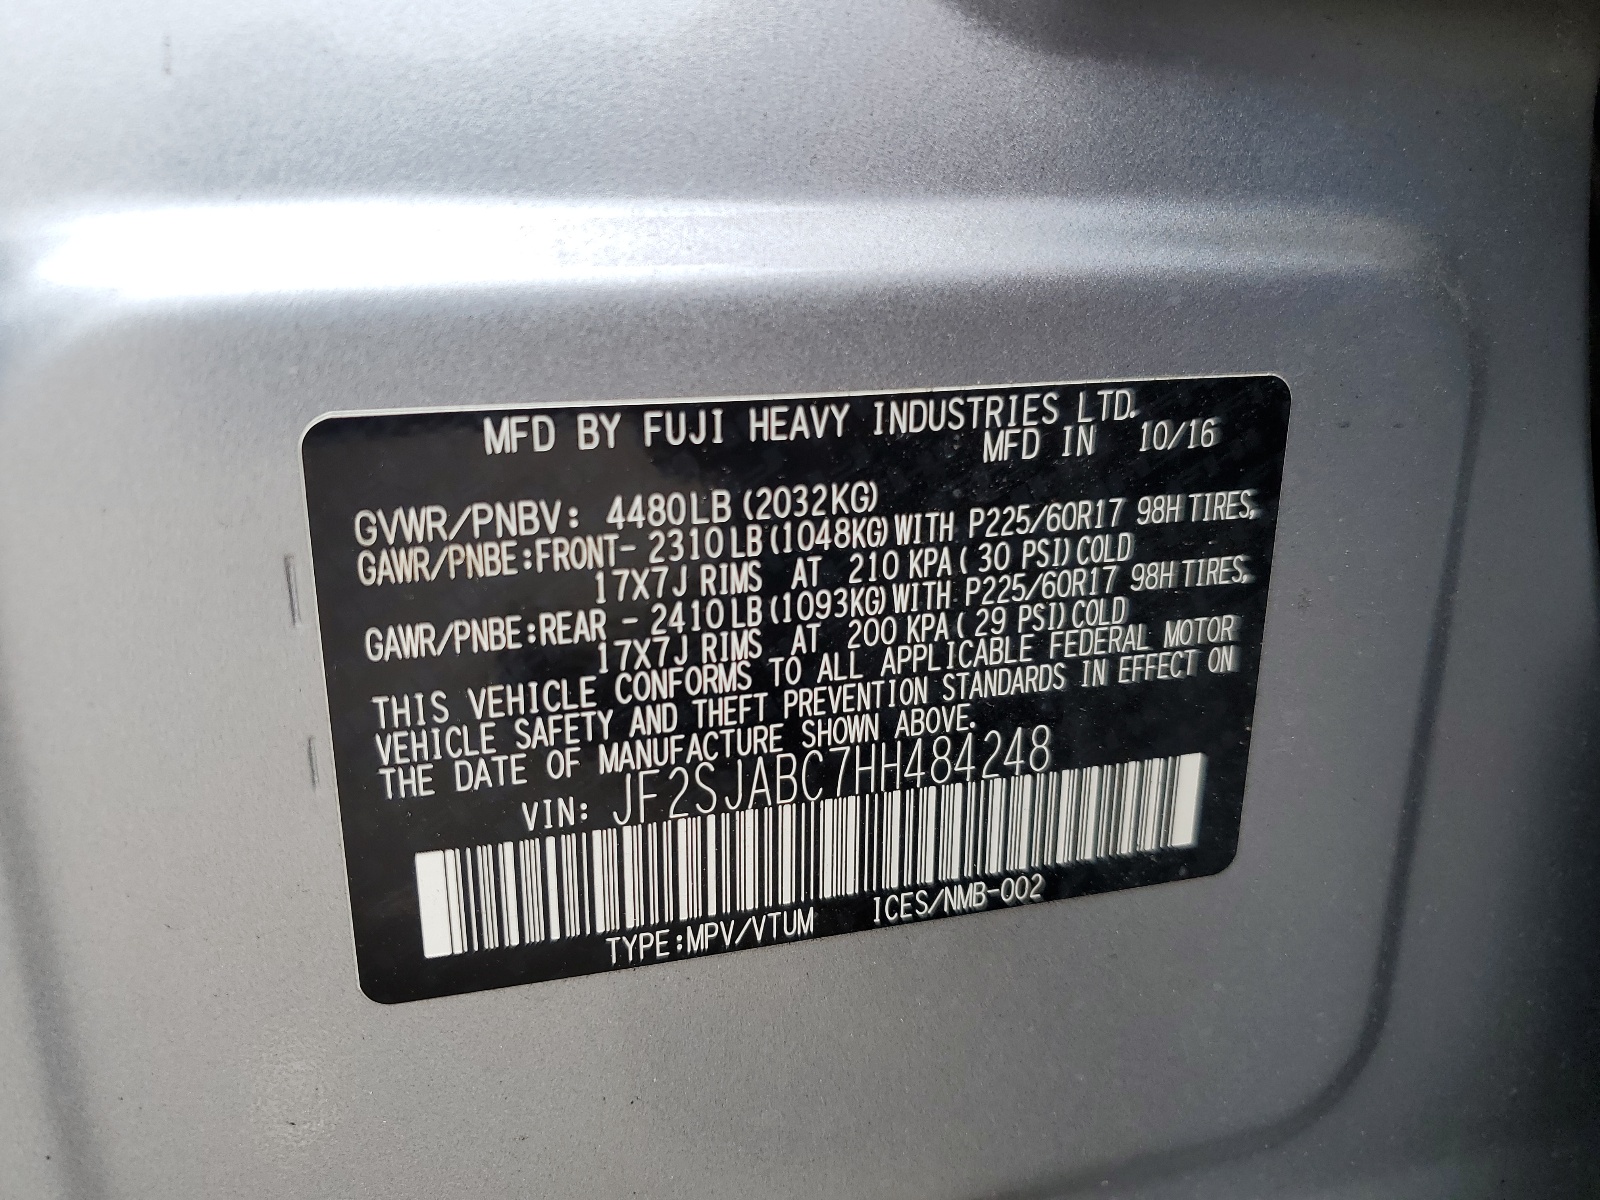 MFD BY FUJI HEAVY INDUSTRIES LTD.
MFD IN 10/16
GVWR/PNBV: 4480LB (2032KG)
GAWR/PNBE:FRONT- 2310LB (1048KG) WITH P225/60R17 98H TIRES,
17X7J RIMS AT 210 KPA ( 30 PSI) COLD
GAWR/PNBE:REAR - 2410LB (1093KG) WITH P225/60R17 98H TIRES,
17X7J RIMS AT 200 KPA ( 29 PSI) COLD
THIS VEHICLE CONFORMS TO ALL APPLICABLE FEDERAL MOTOR
VEHICLE SAFETY AND THEFT PREVENTION STANDARDS IN EFFECT ON
THE DATE OF MANUFACTURE SHOWN ABOVE.
VIN: JF2SJABC7HH484248
TYPE:MPV/VTUM ICES/NMB-002